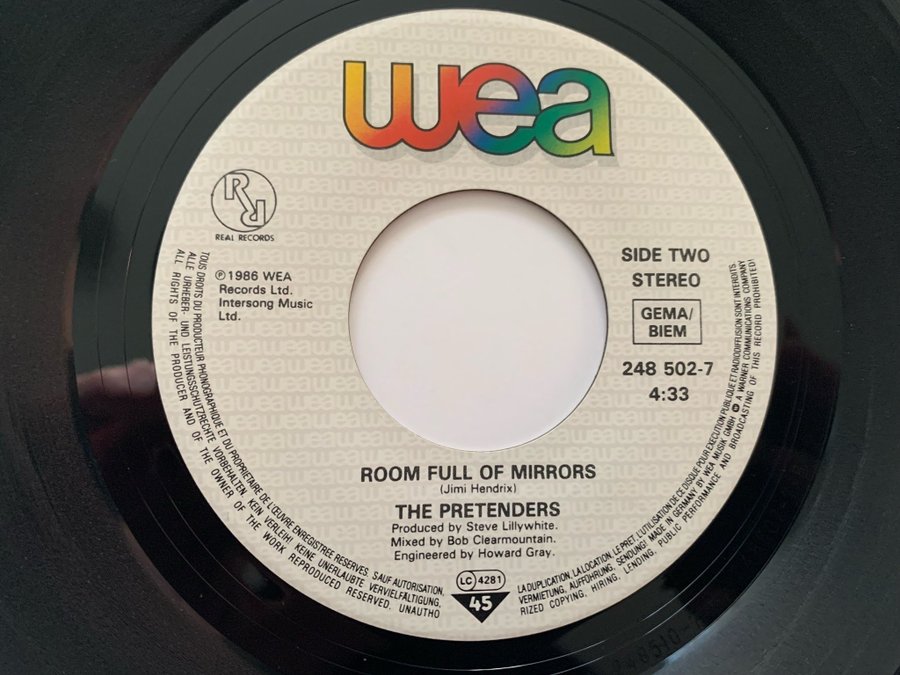 wea
RR
REAL RECORDS
℗1986 WEA
Records Ltd.
Intersong Music
Ltd.
SIDE TWO
STEREO
GEMA/
BIEM
248 502-7
4:33
ROOM FULL OF MIRRORS
(Jimi Hendrix)
THE PRETENDERS
Produced by Steve Lillywhite.
Mixed by Bob Clearmountain.
Engineered by Howard Gray.
LC 4281
45
TOUS DROITS DU PRODUCTEUR PHONOGRAPHIQUE ET DU PROPRIETAIRE DE L'ŒUVRE ENREGISTREE RESERVES. SAUF AUTORISATION,
LA DUPLICATION, LA LOCATION, LE PRET, L'UTILISATION DE CE DISQUE POUR EXECUTION PUBLIQUE ET RADIODIFFUSION SONT INTERDITS.
ALLE URHEBER- UND LEISTUNGSSCHUTZRECHTE VORBEHALTEN. KEIN VERLEIH! KEINE UNERLAUBTE VERVIELFÄLTIGUNG,
VERMIETUNG, AUFFÜHRUNG, SENDUNG! MADE IN GERMANY BY WEA MUSIK GMBH A WARNER COMMUNICATIONS COMPANY
ALL RIGHTS OF THE PRODUCER AND OF THE OWNER OF THE WORK REPRODUCED RESERVED. UNAUTHO
RIZED COPYING, HIRING, LENDING, PUBLIC PERFORMANCE AND BROADCASTING OF THIS RECORD PROHIBITED!